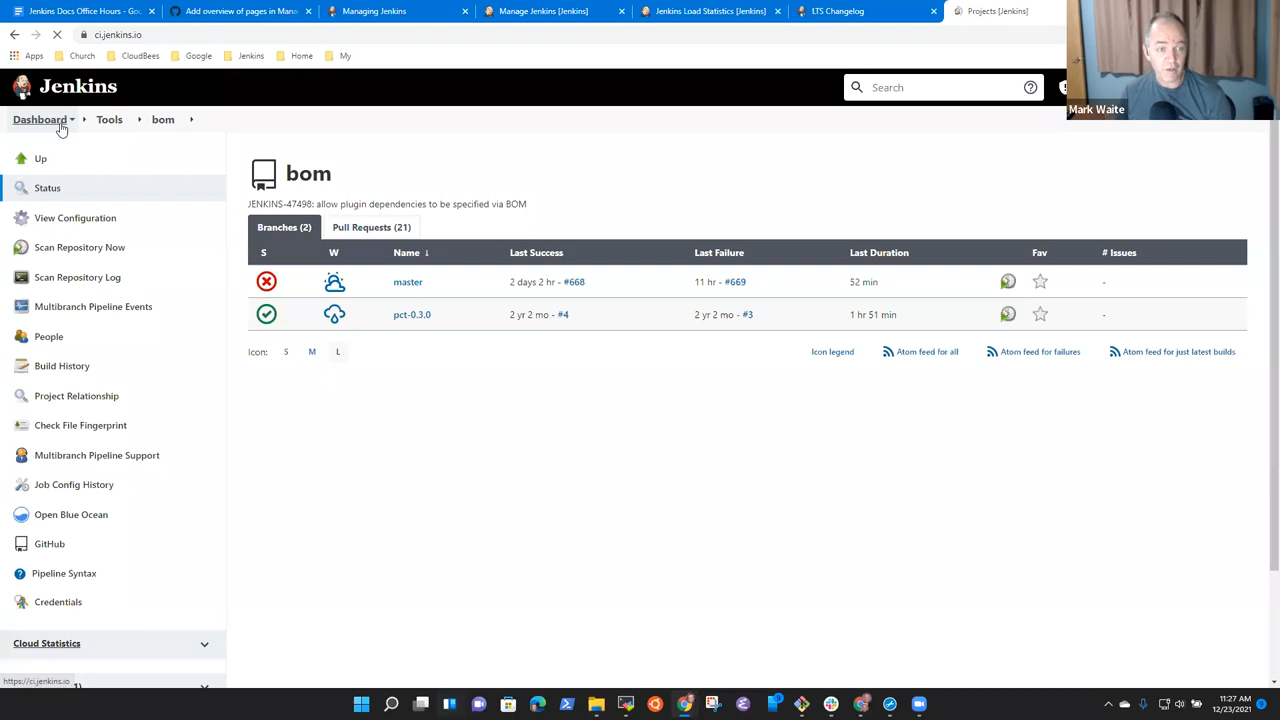 Jenkins Docs Office Hours - Goo
Add overview of pages in Mana
Managing Jenkins
Manage Jenkins [Jenkins]
Jenkins Load Statistics [Jenkins]
LTS Changelog
Projects [Jenkins]
ci.jenkins.io
Apps
Church
CloudBees
Google
Jenkins
Home
My
Jenkins
Search
Mark Waite
Dashboard
Tools
bom
Up
Status
View Configuration
Scan Repository Now
Scan Repository Log
Multibranch Pipeline Events
People
Build History
Project Relationship
Check File Fingerprint
Multibranch Pipeline Support
Job Config History
Open Blue Ocean
GitHub
Pipeline Syntax
Credentials
Cloud Statistics
https://ci.jenkins.io
bom
JENKINS-47498: allow plugin dependencies to be specified via BOM
Branches (2)
Pull Requests (21)
S W Name ↓ Last Success Last Failure Last Duration Fav # Issues
master 2 days 2 hr - #668 11 hr - #669 52 min -
pct-0.3.0 2 yr 2 mo - #4 2 yr 2 mo - #3 1 hr 51 min -
Icon: S M L
Icon legend
Atom feed for all
Atom feed for failures
Atom feed for just latest builds
11:27 AM
12/23/2021